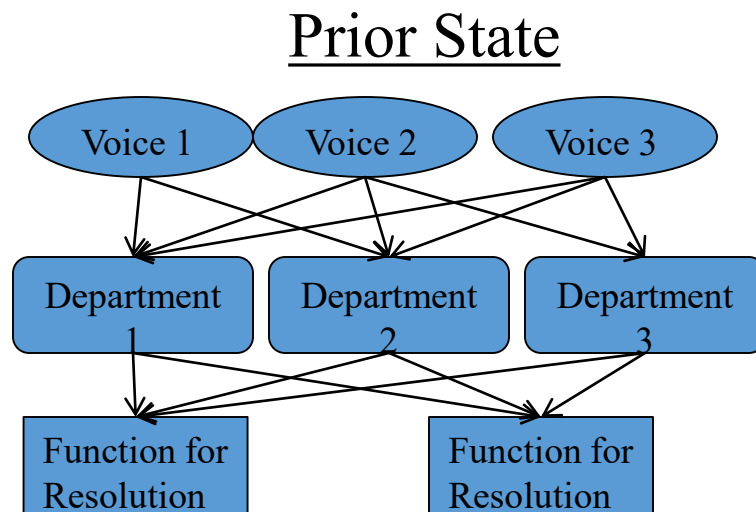 Prior State
Voice 1
Voice 2
Voice 3
Department
1
Department
2
Department
3
Function for
Resolution
Function for
Resolution